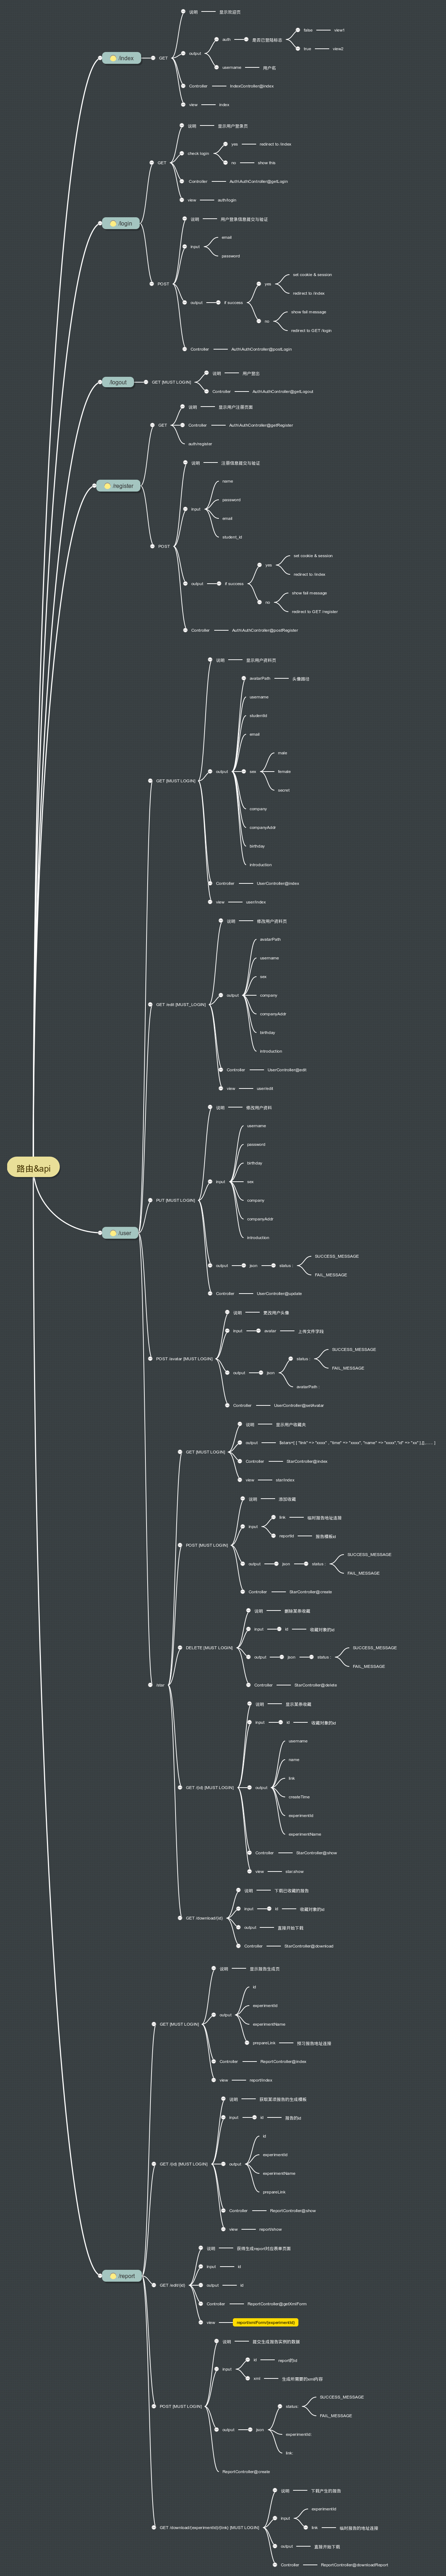 路由&api
/index
GET
说明
显示欢迎页
output
auth
是否已登陆标志
false
view1
true
view2
username
用户名
Controller
IndexController@index
view
index
/login
GET
说明
显示用户登录页
check login
yes
redirect to /index
no
show this
Controller
Auth\AuthController@getLogin
view
auth/login
POST
说明
用户登录信息提交与验证
input
email
password
output
if success
yes
set cookie & session
redirect to /index
no
show fail message
redirect to GET /login
Controller
Auth\AuthController@postLogin
/logout
GET [MUST LOGIN]
说明
用户登出
Controller
Auth\AuthController@getLogout
/register
GET
说明
显示用户注册页面
Controller
Auth\AuthController@getRegister
auth/register
POST
说明
注册信息提交与验证
input
name
password
email
student_id
output
if success
yes
set cookie & session
redirect to /index
no
show fail message
redirect to GET /register
Controller
Auth\AuthController@postRegister
/user
GET [MUST LOGIN]
说明
显示用户资料页
output
avatarPath
头像路径
username
studentId
email
sex
male
female
secret
company
companyAddr
birthday
introduction
Controller
UserController@index
view
user/index
GET /edit [MUST_LOGIN]
说明
修改用户资料页
output
avatarPath
username
sex
company
companyAddr
birthday
introduction
Controller
UserController@edit
view
user/edit
PUT [MUST LOGIN]
说明
修改用户资料
input
username
password
birthday
sex
company
companyAddr
introduction
output
json
status :
SUCCESS_MESSAGE
FAIL_MESSAGE
Controller
UserController@update
POST /avatar [MUST LOGIN]
说明
更改用户头像
input
avatar
上传文件字段
output
json
status :
SUCCESS_MESSAGE
FAIL_MESSAGE
avatarPath :
Controller
UserController@setAvatar
/star
GET [MUST LOGIN]
说明
显示用户收藏夹
output
Controller
StarController@index
view
star/index
POST [MUST LOGIN]
说明
添加收藏
input
link
临时报告地址连接
reportId
报告模板id
output
json
status :
SUCCESS_MESSAGE
FAIL_MESSAGE
Controller
StarController@create
DELETE [MUST LOGIN]
说明
删除某条收藏
input
id
收藏对象的id
output
json
status :
SUCCESS_MESSAGE
FAIL_MESSAGE
Controller
StarController@delete
GET /{id} [MUST LOGIN]
说明
显示某条收藏
input
id
收藏对象的id
output
username
name
link
createTime
experimentId
experimentName
Controller
StarController@show
view
star.show
GET /download/{id}
说明
下载已收藏的报告
input
id
收藏对象的id
output
直接开始下载
Controller
StarController@download
/report
GET [MUST LOGIN]
说明
显示报告生成页
output
id
experimentId
experimentName
prepareLink
预习报告地址连接
Controller
ReportController@index
view
report/index
GET /{id} [MUST LOGIN]
说明
获取某项报告的生成模板
input
id
报告的id
output
id
experimentId
experimentName
prepareLink
Controller
ReportController@show
view
report/show
GET /edit/{id}
说明
获得生成report对应表单页面
input
id
output
id
Controller
ReportController@getXmlForm
view
report/xmlForm/{experimentId}
POST [MUST LOGIN]
说明
提交生成报告实例的数据
input
id
report的id
xml
生成所需要的xml内容
output
json
status:
SUCCESS_MESSAGE
FAIL_MESSAGE
experimentId:
link:
ReportController@create
GET /download/{experimentId}/{link} [MUST LOGIN]
说明
下载产生的报告
input
experimentId
link
临时报告的地址连接
output
直接开始下载
Controller
ReportController@downloadReport